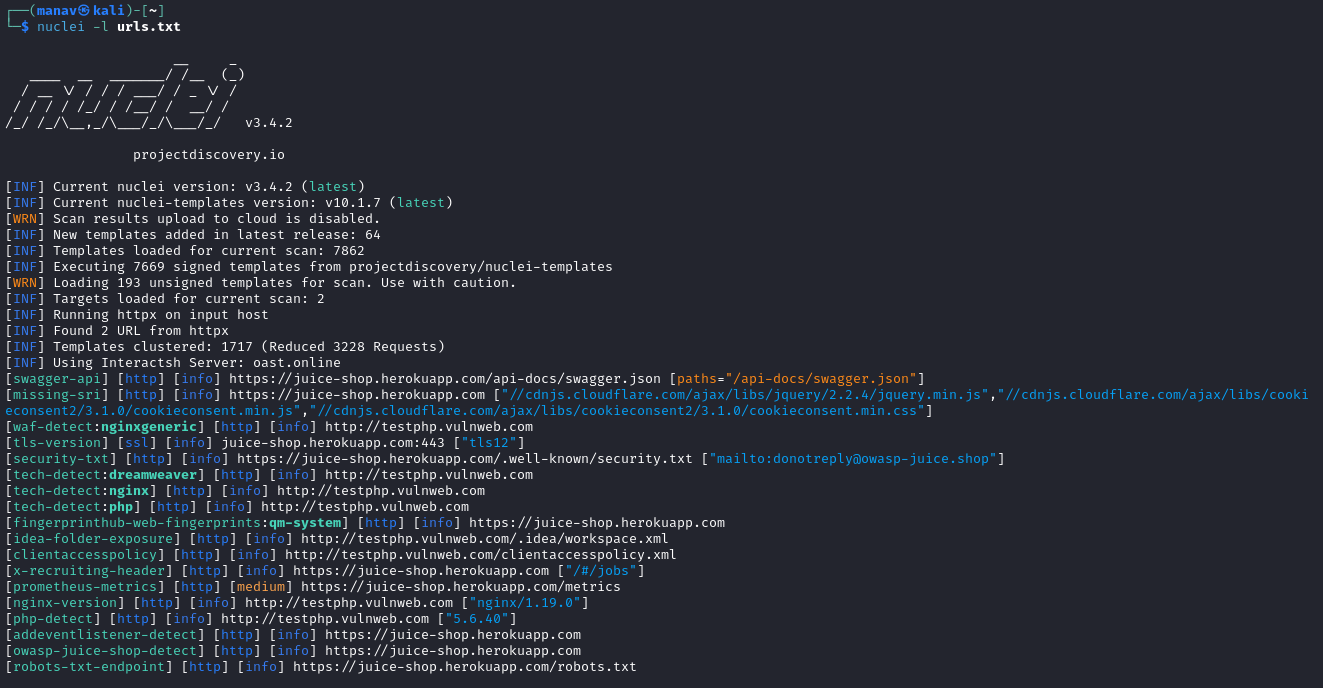 ┌──(manav㉿kali)-[~]
└─$ nuclei -l urls.txt
                     __     _
   ____  __  _______/ /__  (_)
  / __ \/ / / / ___/ / _ \/ /
 / / / / /_/ / /__/ /  __/ /
/_/ /_/\__,_/\___/_/\___/_/   v3.4.2
projectdiscovery.io
[INF] Current nuclei version: v3.4.2 (latest)
[INF] Current nuclei-templates version: v10.1.7 (latest)
[WRN] Scan results upload to cloud is disabled.
[INF] New templates added in latest release: 64
[INF] Templates loaded for current scan: 7862
[INF] Executing 7669 signed templates from projectdiscovery/nuclei-templates
[WRN] Loading 193 unsigned templates for scan. Use with caution.
[INF] Targets loaded for current scan: 2
[INF] Running httpx on input host
[INF] Found 2 URL from httpx
[INF] Templates clustered: 1717 (Reduced 3228 Requests)
[INF] Using Interactsh Server: oast.online
[swagger-api] [http] [info] https://juice-shop.herokuapp.com/api-docs/swagger.json [paths="/api-docs/swagger.json"]
[missing-sri] [http] [info] https://juice-shop.herokuapp.com ["//cdnjs.cloudflare.com/ajax/libs/jquery/2.2.4/jquery.min.js","//cdnjs.cloudflare.com/ajax/libs/cooki
econsent2/3.1.0/cookieconsent.min.js","//cdnjs.cloudflare.com/ajax/libs/cookieconsent2/3.1.0/cookieconsent.min.css"]
[waf-detect:nginxgeneric] [http] [info] http://testphp.vulnweb.com
[tls-version] [ssl] [info] juice-shop.herokuapp.com:443 ["tls12"]
[security-txt] [http] [info] https://juice-shop.herokuapp.com/.well-known/security.txt ["mailto:donotreply@owasp-juice.shop"]
[tech-detect:dreamweaver] [http] [info] http://testphp.vulnweb.com
[tech-detect:nginx] [http] [info] http://testphp.vulnweb.com
[tech-detect:php] [http] [info] http://testphp.vulnweb.com
[fingerprinthub-web-fingerprints:qm-system] [http] [info] https://juice-shop.herokuapp.com
[idea-folder-exposure] [http] [info] http://testphp.vulnweb.com/.idea/workspace.xml
[clientaccesspolicy] [http] [info] http://testphp.vulnweb.com/clientaccesspolicy.xml
[x-recruiting-header] [http] [info] https://juice-shop.herokuapp.com ["/#/jobs"]
[prometheus-metrics] [http] [medium] https://juice-shop.herokuapp.com/metrics
[nginx-version] [http] [info] http://testphp.vulnweb.com ["nginx/1.19.0"]
[php-detect] [http] [info] http://testphp.vulnweb.com ["5.6.40"]
[addeventlistener-detect] [http] [info] https://juice-shop.herokuapp.com
[owasp-juice-shop-detect] [http] [info] https://juice-shop.herokuapp.com
[robots-txt-endpoint] [http] [info] https://juice-shop.herokuapp.com/robots.txt